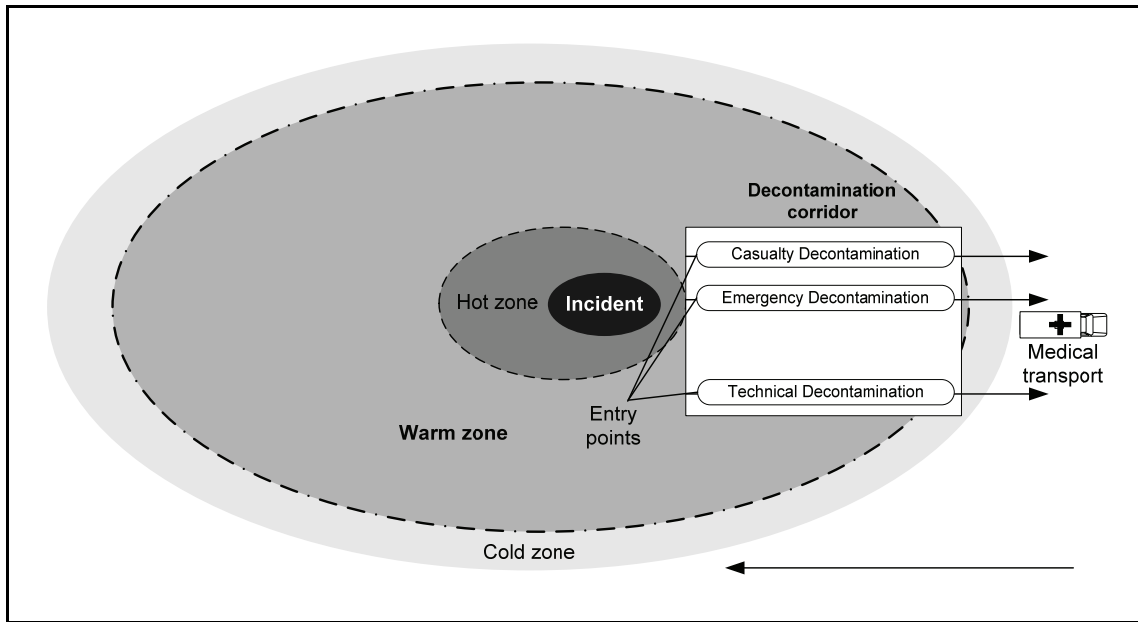 Decontamination
corridor
Casualty Decontamination
Hot zone
Incident
Emergency Decontamination
Medical
transport
Technical Decontamination
Entry
points
Warm zone
Cold zone